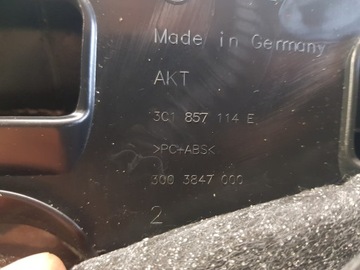 Made in Germany
AKT
3C1 857 114 E
>PC+ABS<
300 3847 000
2